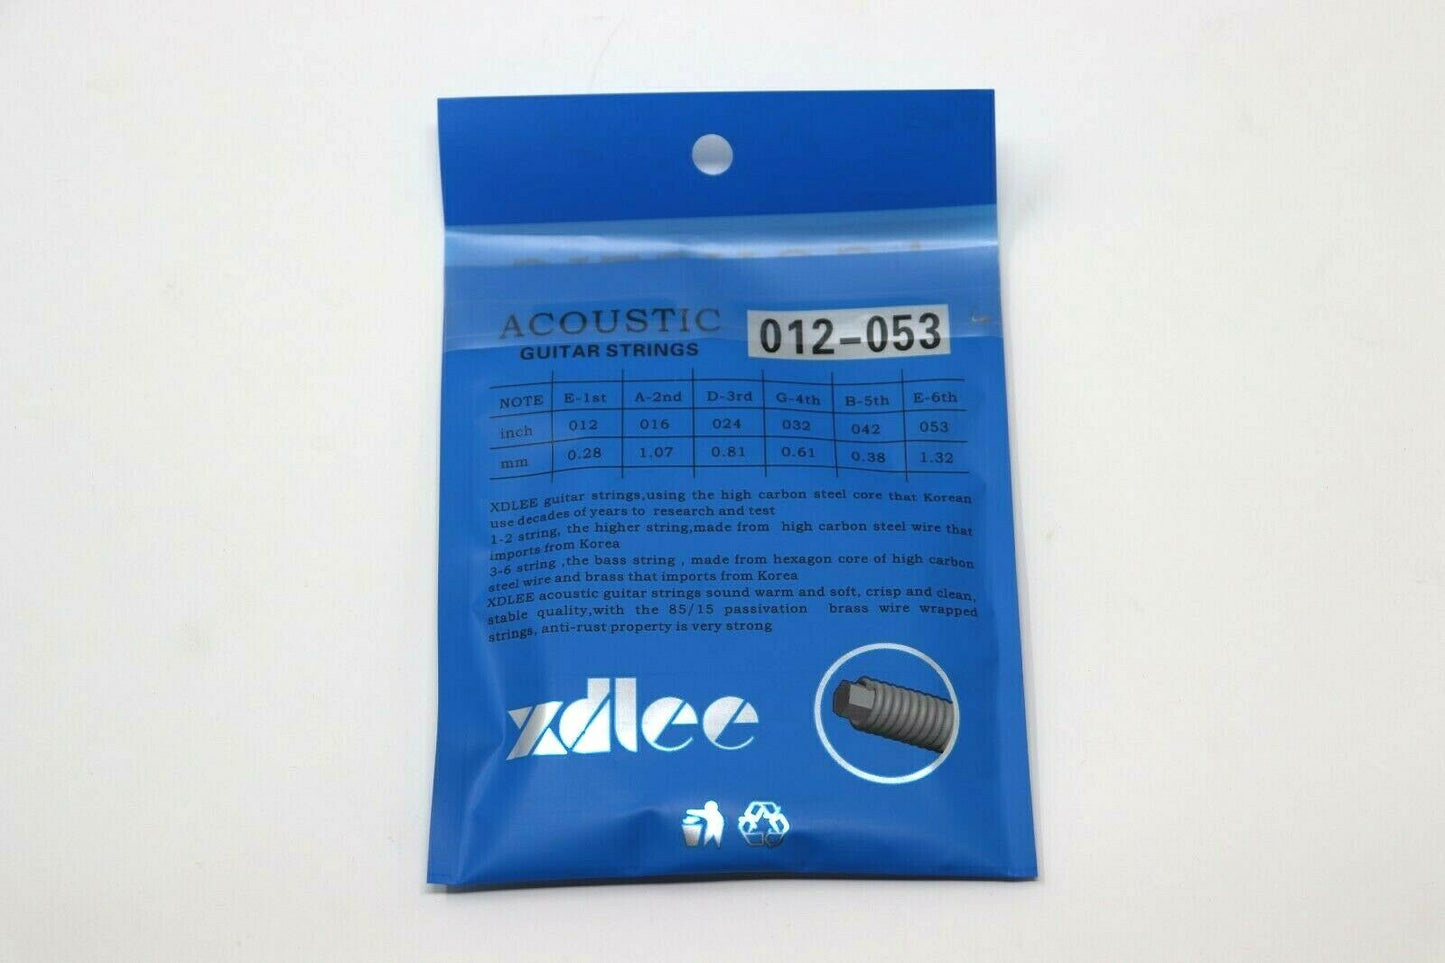 ACOUSTIC
GUITAR STRINGS
012-053
NOTE E-1st A-2nd D-3rd G-4th B-5th E-6th
inch 012 016 024 032 042 053
mm 0.28 1.07 0.81 0.61 0.38 1.32
XDLEE guitar strings,using the high carbon steel core that Korean
use decades of years to research and test
1-2 string, the higher string,made from high carbon steel wire that
imports from Korea
3-6 string ,the bass string , made from hexagon core of high carbon
steel wire and brass that imports from Korea
XDLEE acoustic guitar strings sound warm and soft, crisp and clean,
stable quality,with the 85/15 passivation brass wire wrapped
strings, anti-rust property is very strong
xdlee